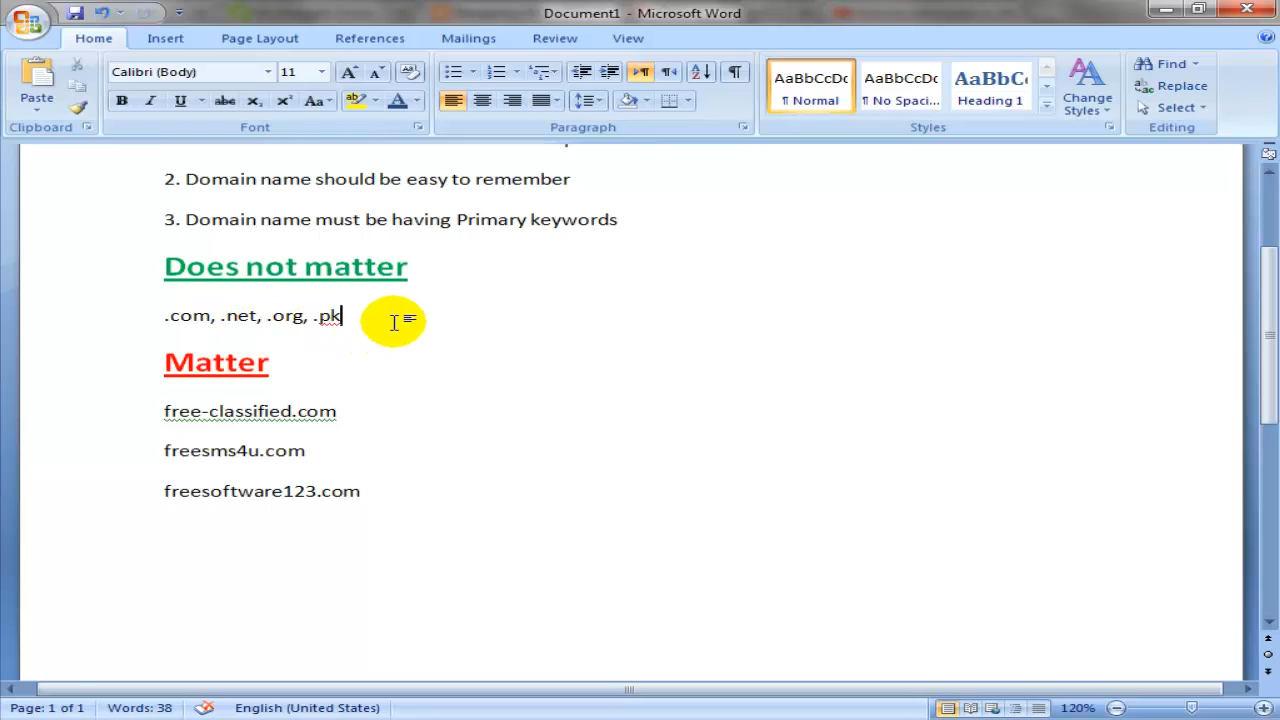 Document1 - Microsoft Word
Home Insert Page Layout References Mailings Review View
Calibri (Body) 11
AaBbCcDc AaBbCcDc AaBbC
¶ Normal ¶ No Spaci... Heading 1
Paste
Change Styles
Find
Replace
Select
Clipboard Font Paragraph Styles Editing
2. Domain name should be easy to remember
3. Domain name must be having Primary keywords
Does not matter
.com, .net, .org, .pk
Matter
free-classified.com
freesms4u.com
freesoftware123.com
Page: 1 of 1 Words: 38 English (United States) 120%